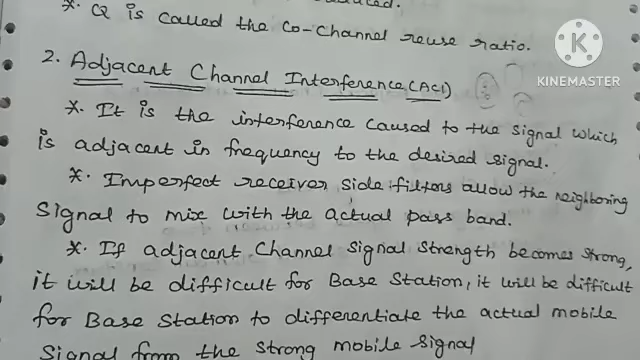 *. Q is called the Co-Channel reuse ratio.
2. Adjacent Channel Interference(ACI)
*. It is the interference caused to the signal which
is adjacent in frequency to the desired signal.
*. Imperfect receiver side filters allow the neighboring
signal to mix with the actual pass band.
*. If adjacent Channel signal strength becomes strong,
it will be difficult for Base Station, it will be difficult
for Base Station to differentiate the actual mobile
Signal from the strong mobile signal
KINEMASTER